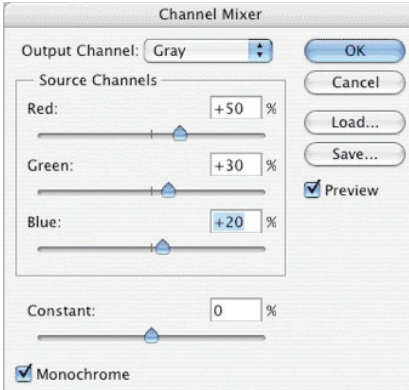 Channel Mixer
Output Channel: Gray
OK
Source Channels
Cancel
Red: +50 %
Load...
Save...
Green: +30 %
Preview
Blue: +20 %
Constant: 0 %
Monochrome